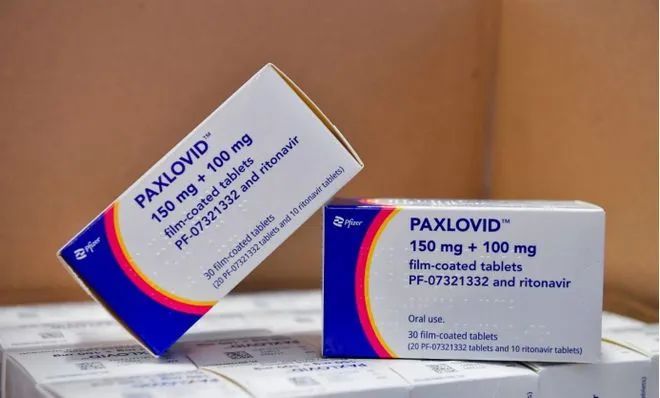 PAXLOVID™
150 mg + 100 mg
film-coated tablets
PF-07321332 and ritonavir
30 film-coated tablets
(20 PF-07321332 tablets and 10 ritonavir tablets)
Pfizer
Pfizer
PAXLOVID™
150 mg + 100 mg
film-coated tablets
PF-07321332 and ritonavir
Oral use.
30 film-coated tablets
(20 PF-07321332 tablets and 10 ritonavir tablets)